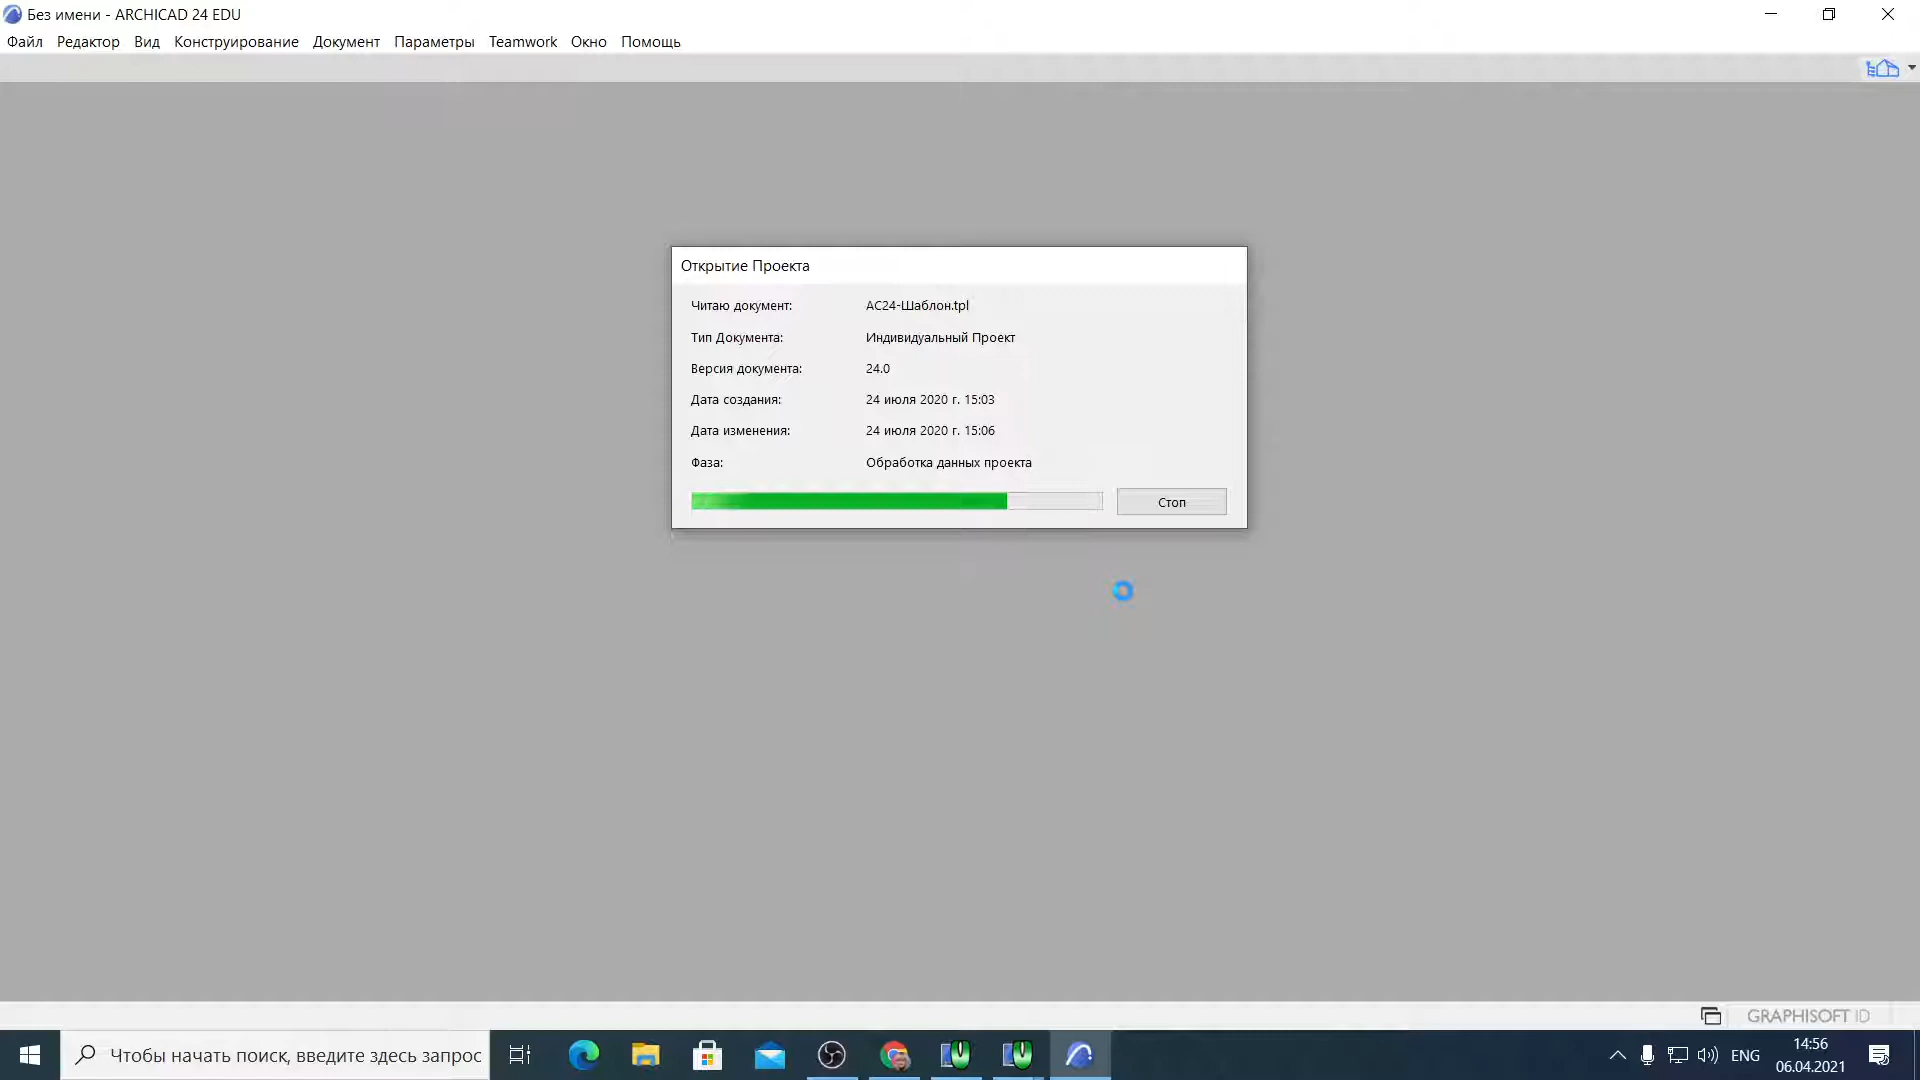 Без имени - ARCHICAD 24 EDU
Файл Редактор Вид Конструирование Документ Параметры Teamwork Окно Помощь
Открытие Проекта
Читаю документ: AC24-Шаблон.tpl
Тип Документа: Индивидуальный Проект
Версия документа: 24.0
Дата создания: 24 июля 2020 г. 15:03
Дата изменения: 24 июля 2020 г. 15:06
Фаза: Обработка данных проекта
Стоп
GRAPHISOFT ID
Чтобы начать поиск, введите здесь запрос
ENG
14:56
06.04.2021